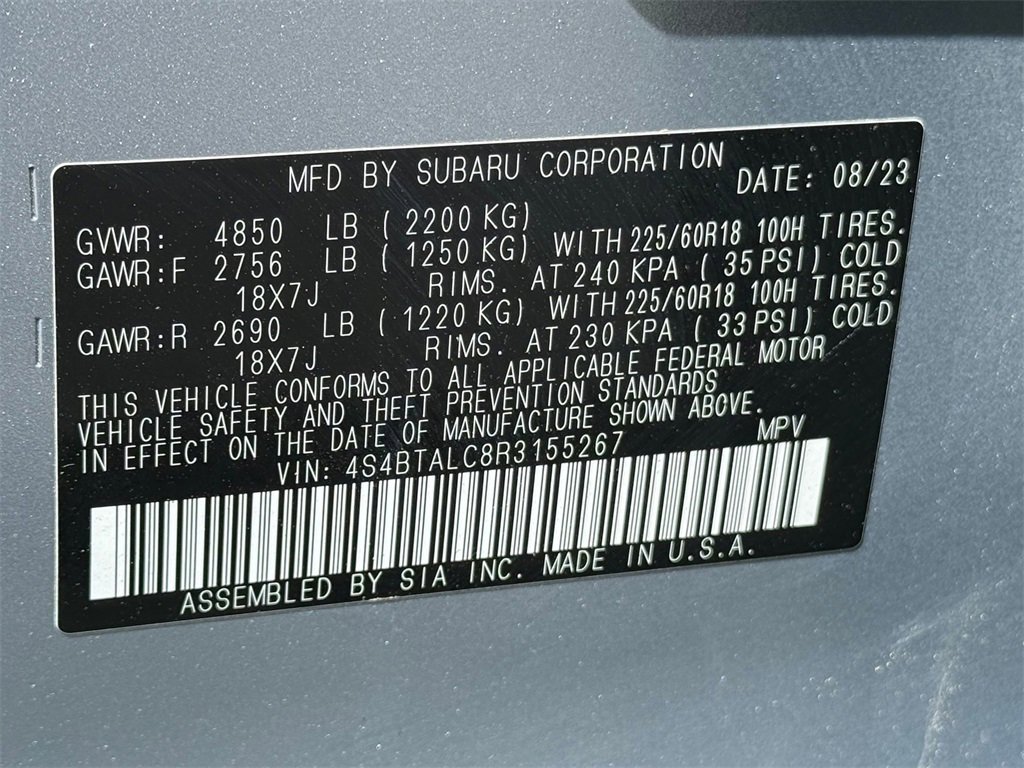 MFD BY SUBARU CORPORATION DATE: 08/23
GVWR: 4850 LB ( 2200 KG)
GAWR:F 2756 LB ( 1250 KG) WITH 225/60R18 100H TIRES.
18X7J RIMS. AT 240 KPA ( 35 PSI) COLD
GAWR:R 2690 LB ( 1220 KG) WITH 225/60R18 100H TIRES.
18X7J RIMS. AT 230 KPA ( 33 PSI) COLD
THIS VEHICLE CONFORMS TO ALL APPLICABLE FEDERAL MOTOR
VEHICLE SAFETY AND THEFT PREVENTION STANDARDS
IN EFFECT ON THE DATE OF MANUFACTURE SHOWN ABOVE.
VIN: 4S4BTALC8R3155267 MPV
ASSEMBLED BY SIA INC. MADE IN U.S.A.